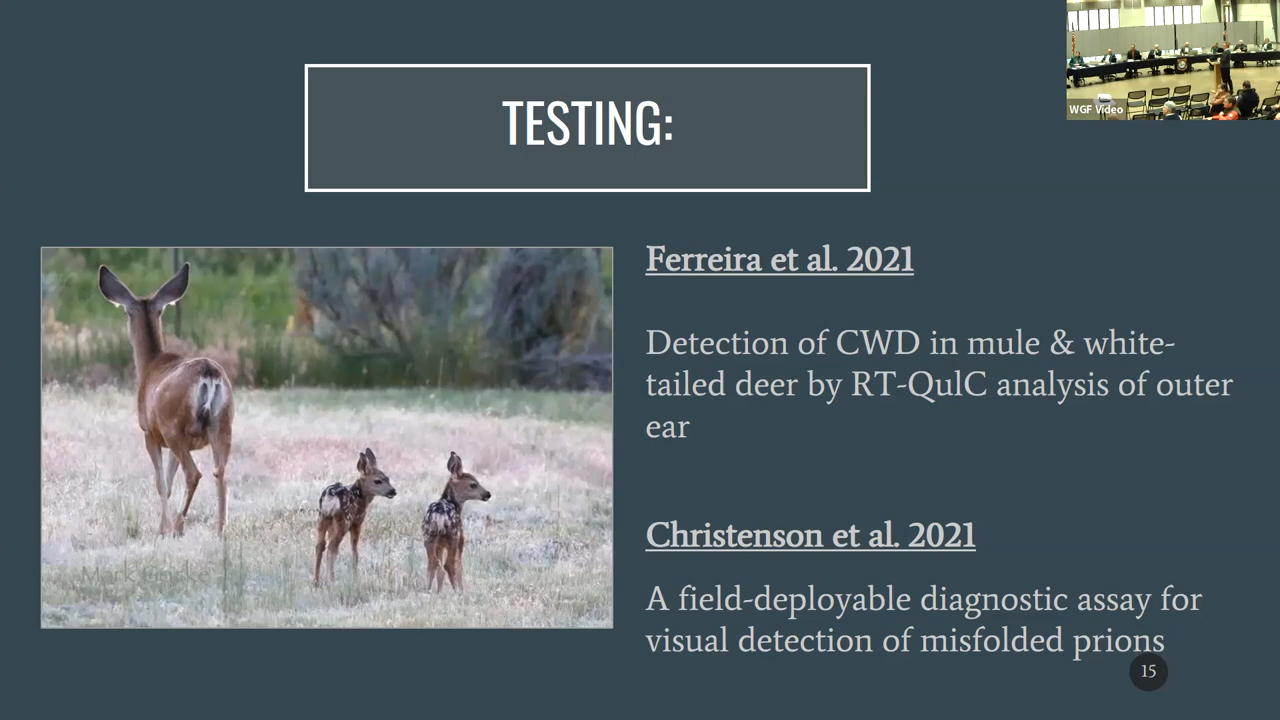 WGF Video
TESTING:
Ferreira et al. 2021
Detection of CWD in mule & white-
tailed deer by RT-QulC analysis of outer
ear
Christenson et al. 2021
A field-deployable diagnostic assay for
visual detection of misfolded prions
15